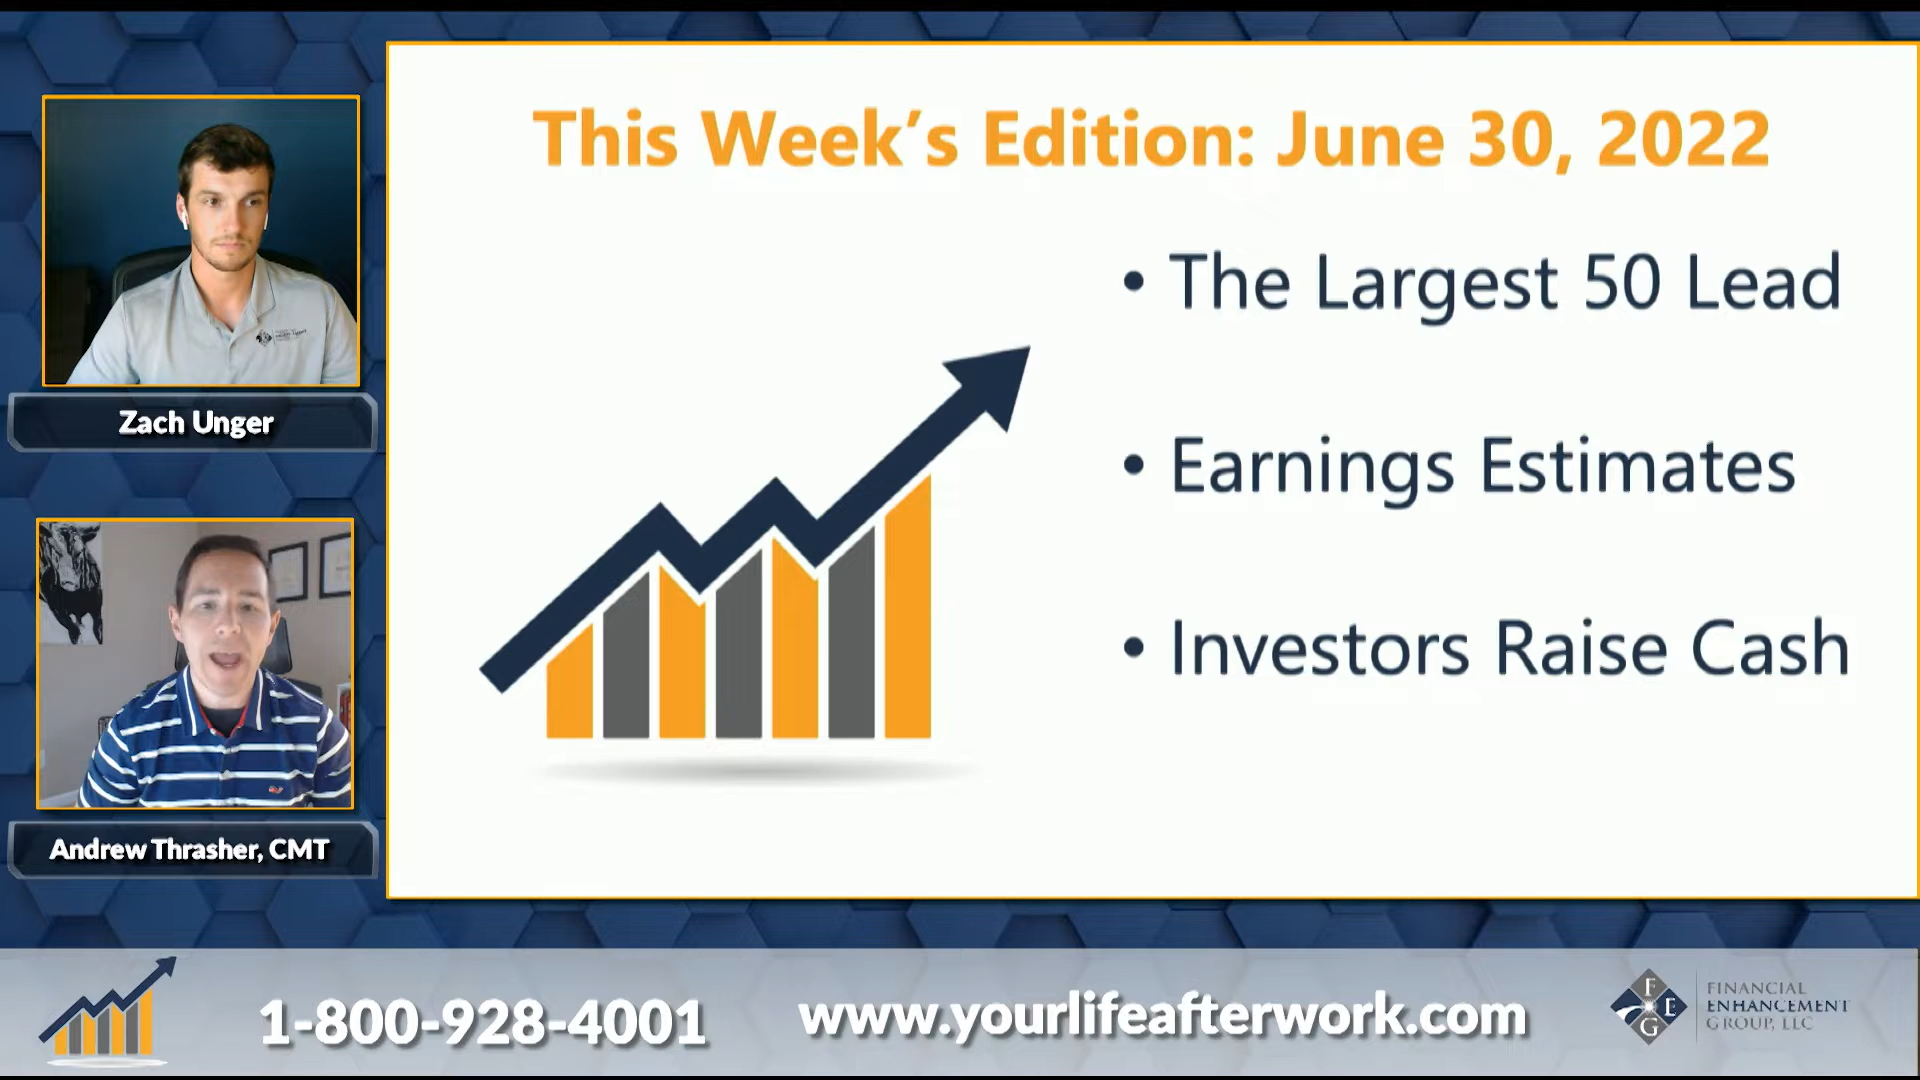 This Week's Edition: June 30, 2022
• The Largest 50 Lead
• Earnings Estimates
• Investors Raise Cash
Zach Unger
Andrew Thrasher, CMT
1-800-928-4001
www.yourlifeafterwork.com
F
E
G
FINANCIAL
ENHANCEMENT
GROUP, LLC